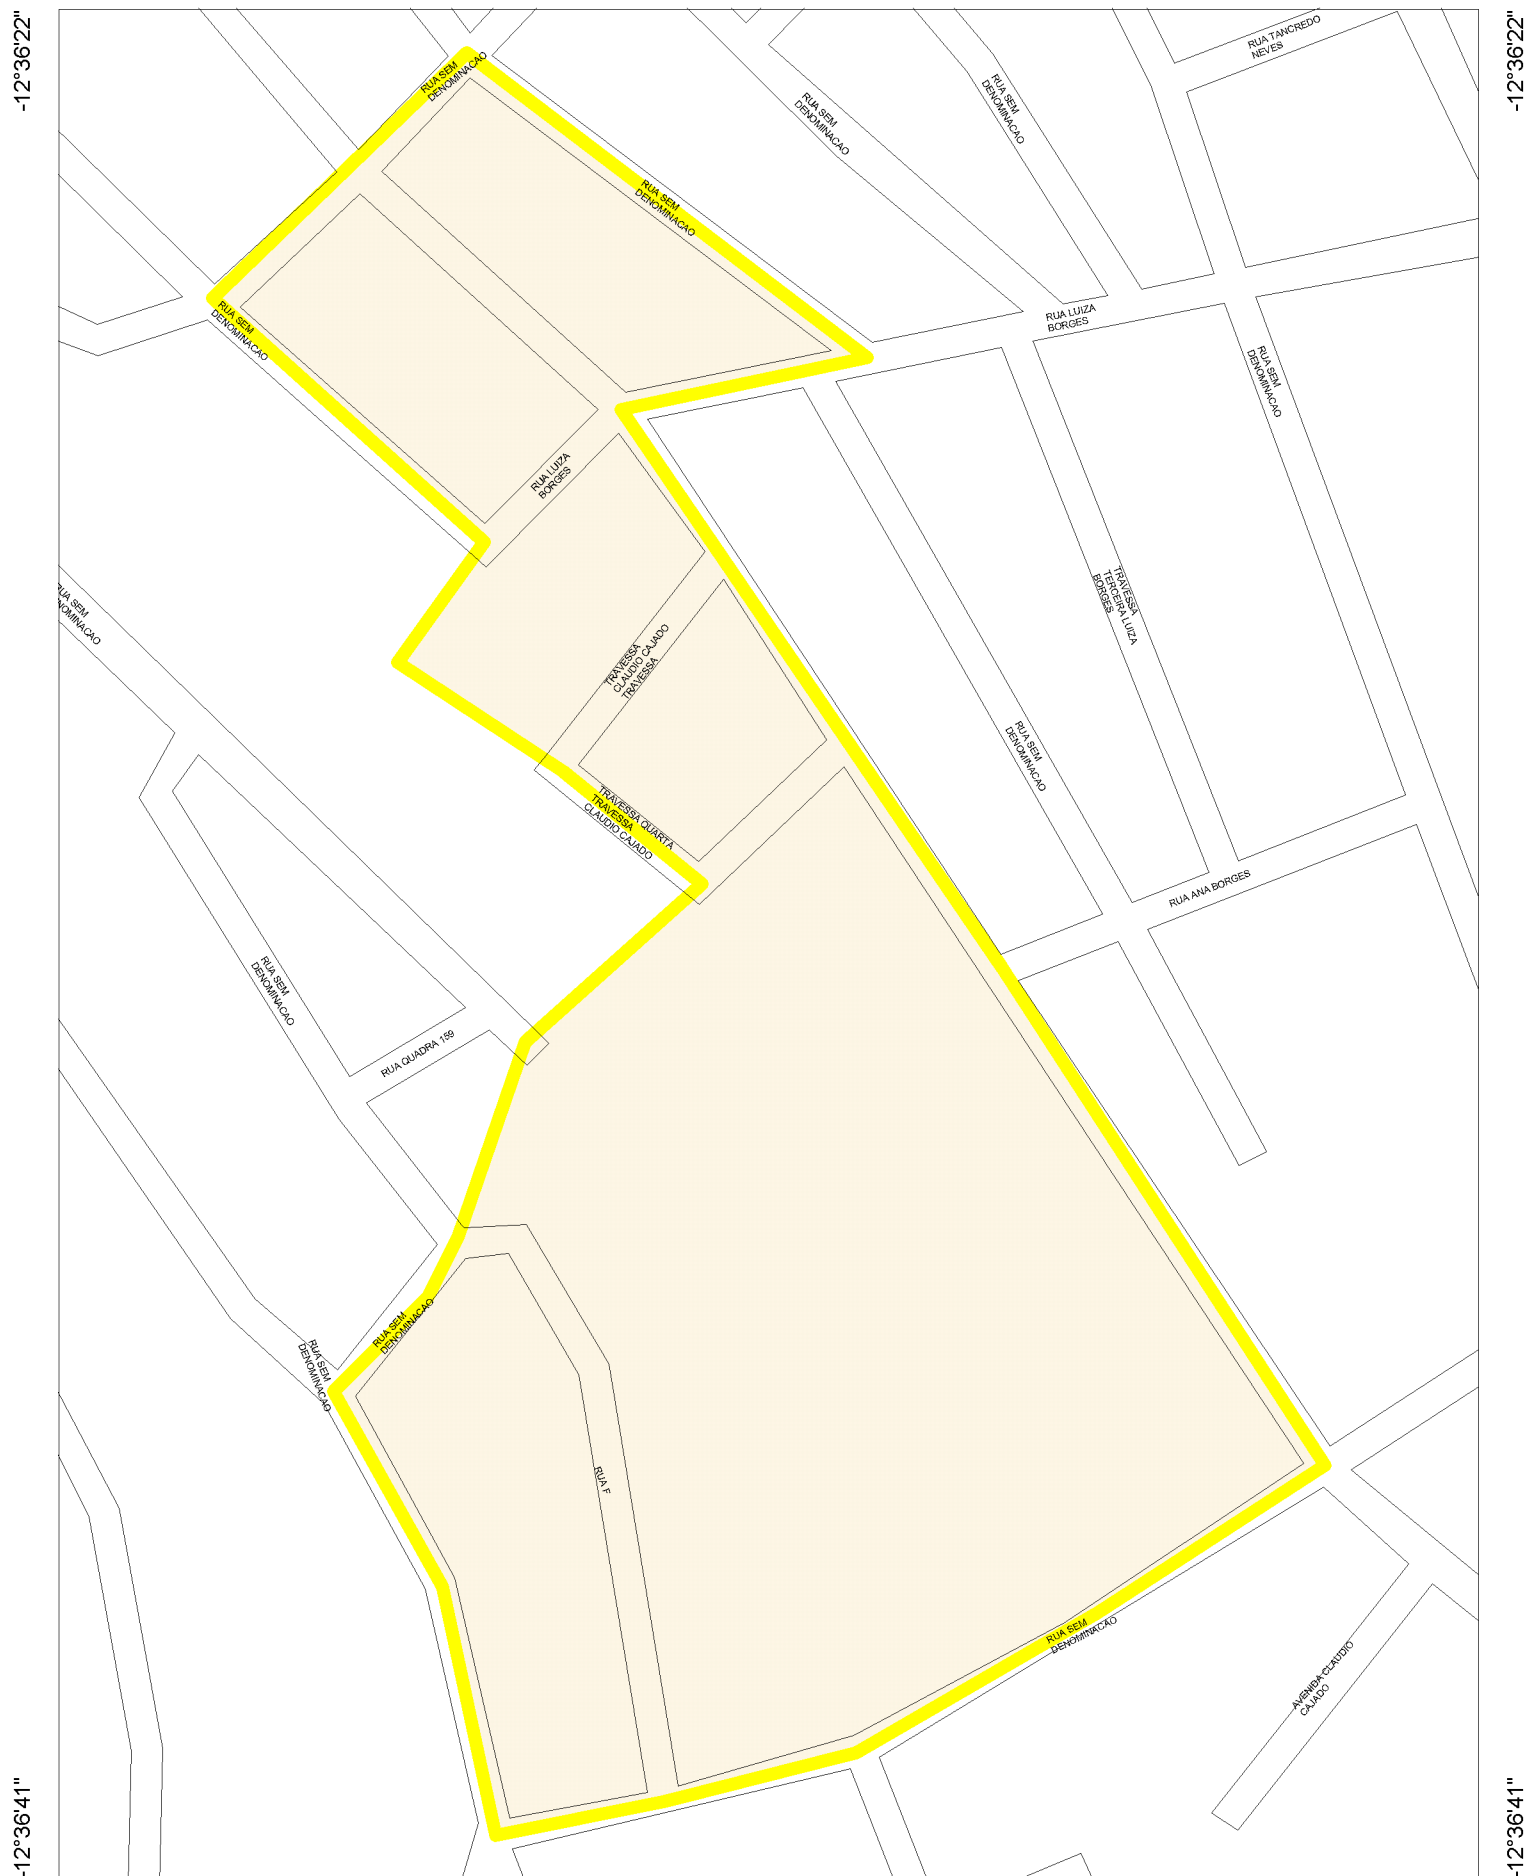 -12°36'22"
-12°36'22"
RUA TANCREDO
NEVES
RUA SEM
DENOMINACAO
RUA SEM
DENOMINACAO
RUA SEM
DENOMINACAO
RUA SEM
DENOMINACAO
RUA SEM
DENOMINACAO
RUA LUIZA
BORGES
RUA SEM
DENOMINACAO
RUA LUIZA
BORGES
RUA SEM
NOMINACAO
TRAVESSA
CLAUDIO CAJADO
TRAVESSA
TRAVESSA
TERCEIRA LUIZA
BORGES
RUA SEM
DENOMINACAO
TRAVESSA QUARTA
TRAVESSA
CLAUDIO CAJADO
RUA ANA BORGES
RUA SEM
DENOMINACAO
RUA QUADRA 159
RUA SEM
DENOMINACAO
RUA SEM
DENOMINACAO
RUA F
RUA SEM
DENOMINACAO
AVENIDA CLAUDIO
CAJADO
-12°36'41"
-12°36'41"